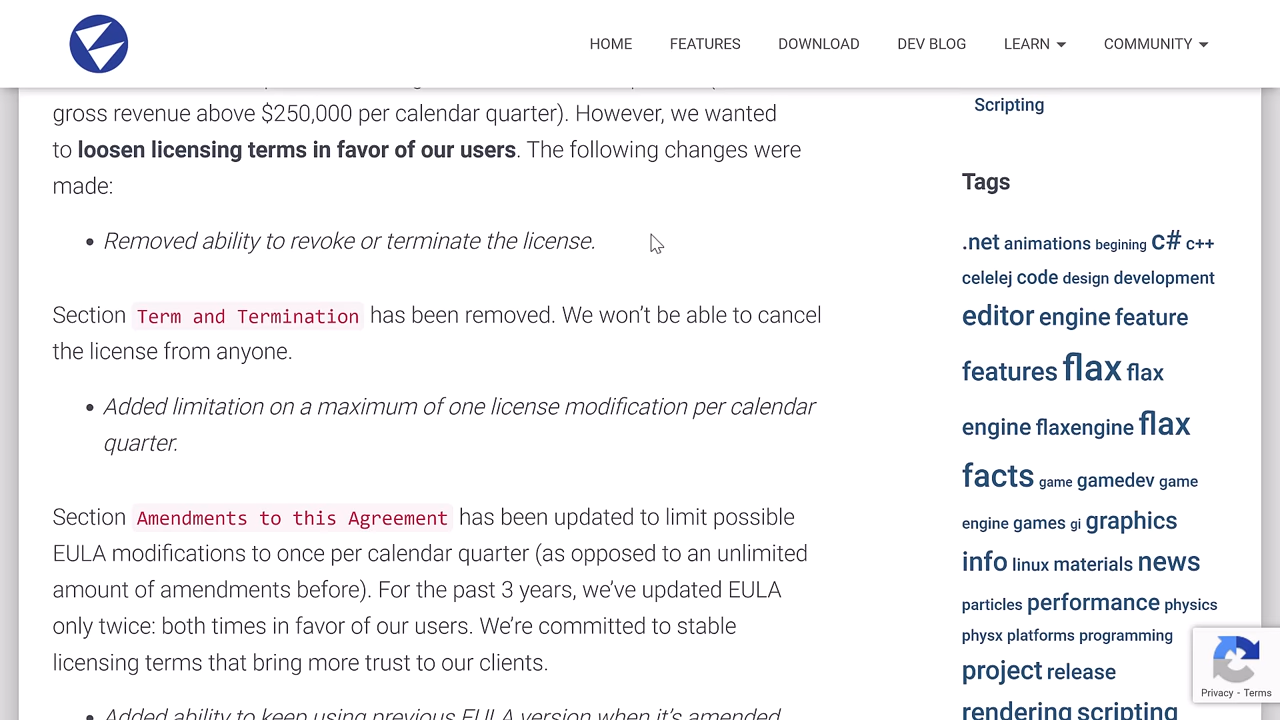 HOME
FEATURES
DOWNLOAD
DEV BLOG
LEARN
COMMUNITY
gross revenue above $250,000 per calendar quarter). However, we wanted
to loosen licensing terms in favor of our users. The following changes were
made:
• Removed ability to revoke or terminate the license.
Section Term and Termination has been removed. We won’t be able to cancel
the license from anyone.
• Added limitation on a maximum of one license modification per calendar
quarter.
Section Amendments to this Agreement has been updated to limit possible
EULA modifications to once per calendar quarter (as opposed to an unlimited
amount of amendments before). For the past 3 years, we’ve updated EULA
only twice: both times in favor of our users. We’re committed to stable
licensing terms that bring more trust to our clients.
• Added ability to keep using previous EULA version when it’s amended
Scripting
Tags
.net animations begining c# c++
celelej code design development
editor engine feature
features flax flax
engine flaxengine flax
facts game gamedev game
engine games gi graphics
info linux materials news
particles performance physics
physx platforms programming
project release
rendering scripting
Privacy - Terms